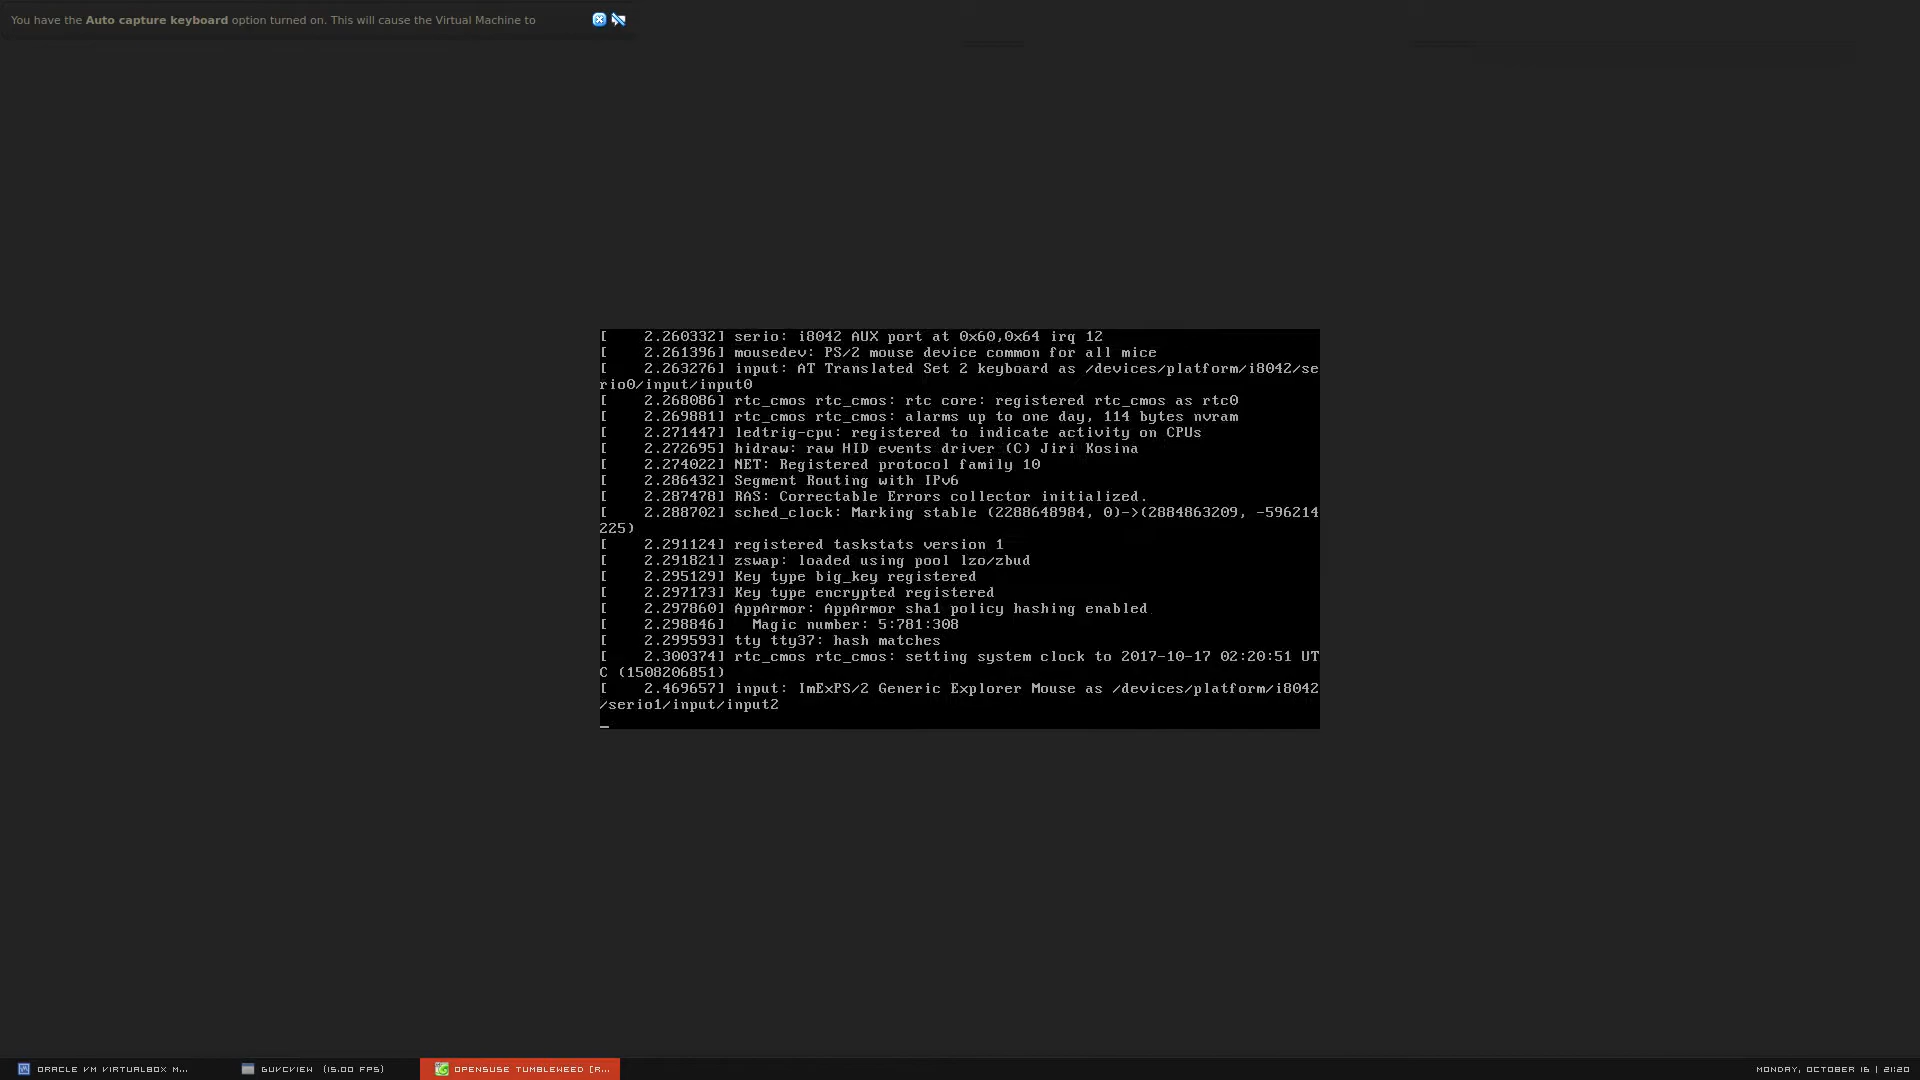 You have the Auto capture keyboard option turned on. This will cause the Virtual Machine to
[    2.260332] serio: i8042 AUX port at 0x60,0x64 irq 12
[    2.261396] mousedev: PS/2 mouse device common for all mice
[    2.263276] input: AT Translated Set 2 keyboard as /devices/platform/i8042/se
rio0/input/input0
[    2.268086] rtc_cmos rtc_cmos: rtc core: registered rtc_cmos as rtc0
[    2.269881] rtc_cmos rtc_cmos: alarms up to one day, 114 bytes nvram
[    2.271447] ledtrig-cpu: registered to indicate activity on CPUs
[    2.272695] hidraw: raw HID events driver (C) Jiri Kosina
[    2.274022] NET: Registered protocol family 10
[    2.286432] Segment Routing with IPv6
[    2.287478] RAS: Correctable Errors collector initialized.
[    2.288702] sched_clock: Marking stable (2288648984, 0)->(2884863209, -596214
225)
[    2.291124] registered taskstats version 1
[    2.291821] zswap: loaded using pool lzo/zbud
[    2.295129] Key type big_key registered
[    2.297173] Key type encrypted registered
[    2.297860] AppArmor: AppArmor sha1 policy hashing enabled
[    2.298846]   Magic number: 5:781:308
[    2.299593] tty tty37: hash matches
[    2.300374] rtc_cmos rtc_cmos: setting system clock to 2017-10-17 02:20:51 UT
C (1508206851)
[    2.469657] input: ImExPS/2 Generic Explorer Mouse as /devices/platform/i8042
/serio1/input/input2
_
ORACLE VM VIRTUALBOX M... GUVCVIEW (15.00 FPS) OPENSUSE TUMBLEWEED [R... MONDAY, OCTOBER 16 | 21:20